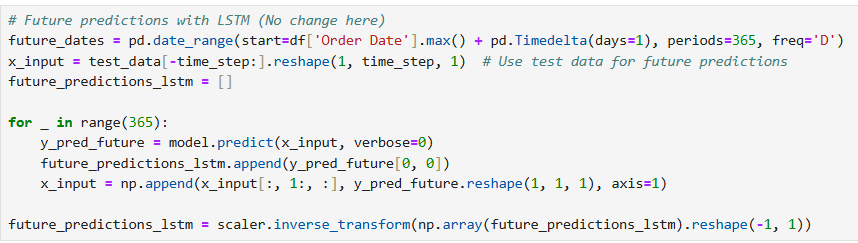 # Future predictions with LSTM (No change here)
future_dates = pd.date_range(start=df['Order Date'].max() + pd.Timedelta(days=1), periods=365, freq='D')
x_input = test_data[-time_step:].reshape(1, time_step, 1)  # Use test data for future predictions
future_predictions_lstm = []

for _ in range(365):
    y_pred_future = model.predict(x_input, verbose=0)
    future_predictions_lstm.append(y_pred_future[0, 0])
    x_input = np.append(x_input[:, 1:, :], y_pred_future.reshape(1, 1, 1), axis=1)

future_predictions_lstm = scaler.inverse_transform(np.array(future_predictions_lstm).reshape(-1, 1))